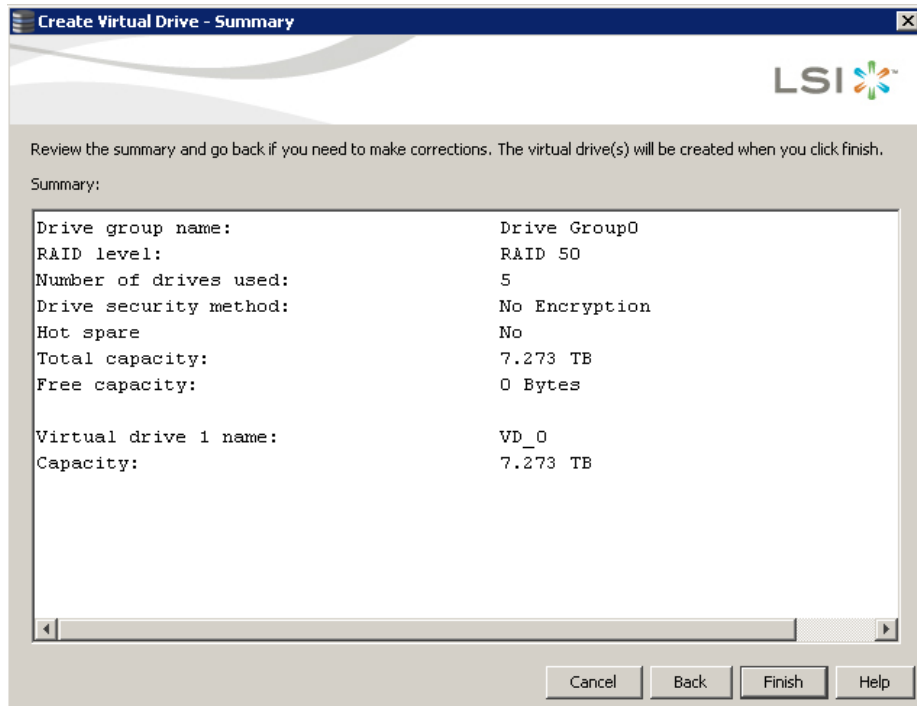 Create Virtual Drive - Summary
LSI
Review the summary and go back if you need to make corrections. The virtual drive(s) will be created when you click finish.
Summary:
Drive group name: Drive Group0
RAID level: RAID 50
Number of drives used: 5
Drive security method: No Encryption
Hot spare No
Total capacity: 7.273 TB
Free capacity: 0 Bytes
Virtual drive 1 name: VD_0
Capacity: 7.273 TB
Cancel Back Finish Help